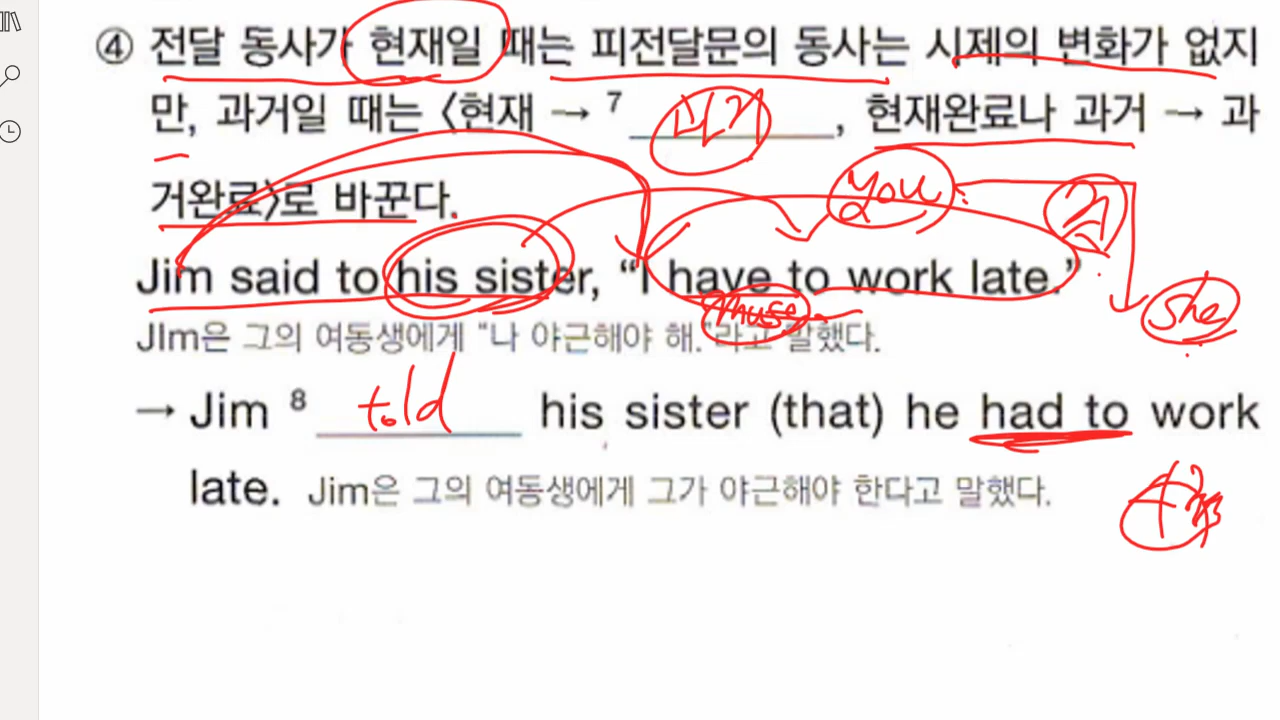 ④ 전달 동사가 현재일 때는 피전달문의 동사는 시제의 변화가 없지
만, 과거일 때는 〈현재 → ⁷ 과거, 현재완료나 과거 → 과
거완료〉로 바꾼다.
you
Jim said to his sister, “I have to work late.”
must
she
JIm은 그의 여동생에게 “나 야근해야 해.”라고 말했다.
→ Jim ⁸ told his sister (that) he had to work
late. Jim은 그의 여동생에게 그가 야근해야 한다고 말했다.